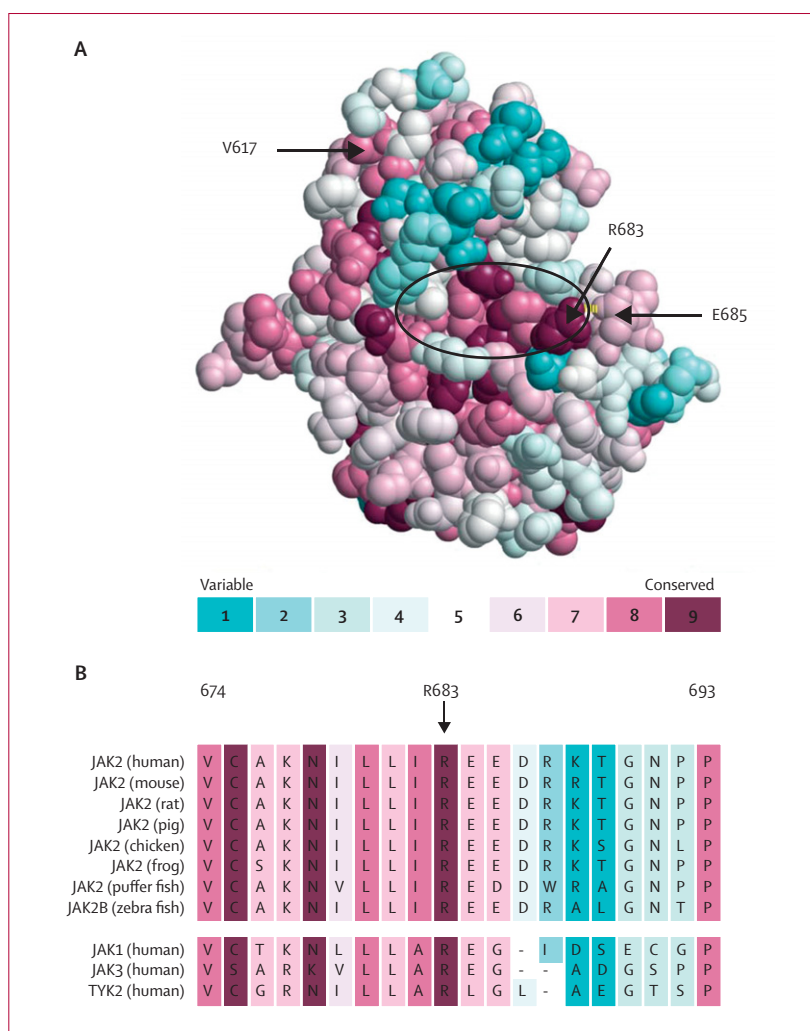 A
V617
R683
E685
Variable Conserved
1 2 3 4 5 6 7 8 9
B
674 R683 693
JAK2 (human) V C A K N I L L I R E E D R K T G N P P
JAK2 (mouse) V C A K N I L L I R E E D R R T G N P P
JAK2 (rat) V C A K N I L L I R E E D R K T G N P P
JAK2 (pig) V C A K N I L L I R E E D R K T G N P P
JAK2 (chicken) V C A K N I L L I R E E D R K S G N L P
JAK2 (frog) V C S K N I L L I R E E D R K T G N P P
JAK2 (puffer fish) V C A K N V L L I R E D D W R A G N P P
JAK2B (zebra fish) V C A K N I L L I R E E D R A L G N T P
JAK1 (human) V C T K N L L L A R E G - I D S E C G P
JAK3 (human) V S A R K V L L A R E G - - A D G S P P
TYK2 (human) V C G R N I L L A R L G L - A E G T S P